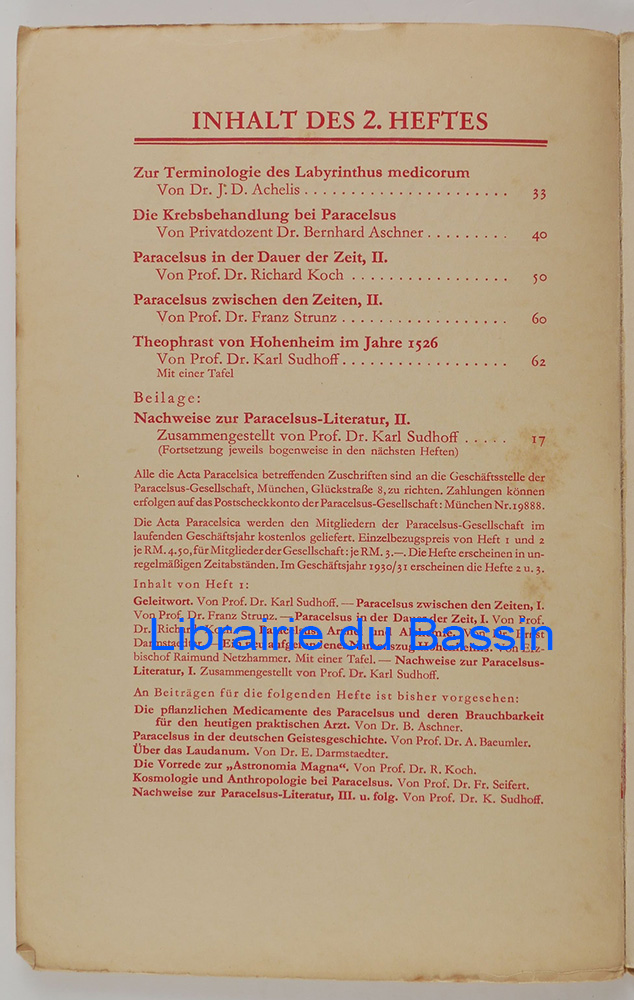 INHALT DES 2. HEFTES
Zur Terminologie des Labyrinthus medicorum
Von Dr. J. D. Achelis . . . . . . . . . . . . . . . . . . . . . . 33
Die Krebsbehandlung bei Paracelsus
Von Privatdozent Dr. Bernhard Aschner . . . . . . . . . 40
Paracelsus in der Dauer der Zeit, II.
Von Prof. Dr. Richard Koch . . . . . . . . . . . . . . . . . 50
Paracelsus zwischen den Zeiten, II.
Von Prof. Dr. Franz Strunz . . . . . . . . . . . . . . . . . . 60
Theophrast von Hohenheim im Jahre 1526
Von Prof. Dr. Karl Sudhoff . . . . . . . . . . . . . . . . . . 62
Mit einer Tafel
Beilage:
Nachweise zur Paracelsus-Literatur, II.
Zusammengestellt von Prof. Dr. Karl Sudhoff . . . . . 17
(Fortsetzung jeweils bogenweise in den nächsten Heften)
Alle die Acta Paracelsica betreffenden Zuschriften sind an die Geschäftsstelle der
Paracelsus-Gesellschaft, München, Glückstraße 8, zu richten. Zahlungen können
erfolgen auf das Postscheckkonto der Paracelsus-Gesellschaft: München Nr. 19888.
Die Acta Paracelsica werden den Mitgliedern der Paracelsus-Gesellschaft im
laufenden Geschäftsjahr kostenlos geliefert. Einzelbezugspreis von Heft 1 und 2
je RM. 4.50, für Mitglieder der Gesellschaft: je RM. 3.—. Die Hefte erscheinen in un-
regelmäßigen Zeitabständen. Im Geschäftsjahr 1930/31 erscheinen die Hefte 2 u. 3.
Inhalt von Heft 1:
Geleitwort. Von Prof. Dr. Karl Sudhoff. — Paracelsus zwischen den Zeiten, I.
Von Prof. Dr. Franz Strunz. — Paracelsus in der Dauer der Zeit, I. Von Prof.
Dr. Richard Koch. Ernst
Librairie du Bassin
Darmstaedter. Erz-
bischof Raimund Netzhammer. Mit einer Tafel. — Nachweise zur Paracelsus-
Literatur, I. Zusammengestellt von Prof. Dr. Karl Sudhoff.
An Beiträgen für die folgenden Hefte ist bisher vorgesehen:
Die pflanzlichen Medicamente des Paracelsus und deren Brauchbarkeit
für den heutigen praktischen Arzt. Von Dr. B. Aschner.
Paracelsus in der deutschen Geistesgeschichte. Von Prof. Dr. A. Baeumler.
Über das Laudanum. Von Dr. E. Darmstaedter.
Die Vorrede zur „Astronomia Magna“. Von Prof. Dr. R. Koch.
Kosmologie und Anthropologie bei Paracelsus. Von Prof. Dr. Fr. Seifert.
Nachweise zur Paracelsus-Literatur, III. u. folg. Von Prof. Dr. K. Sudhoff.